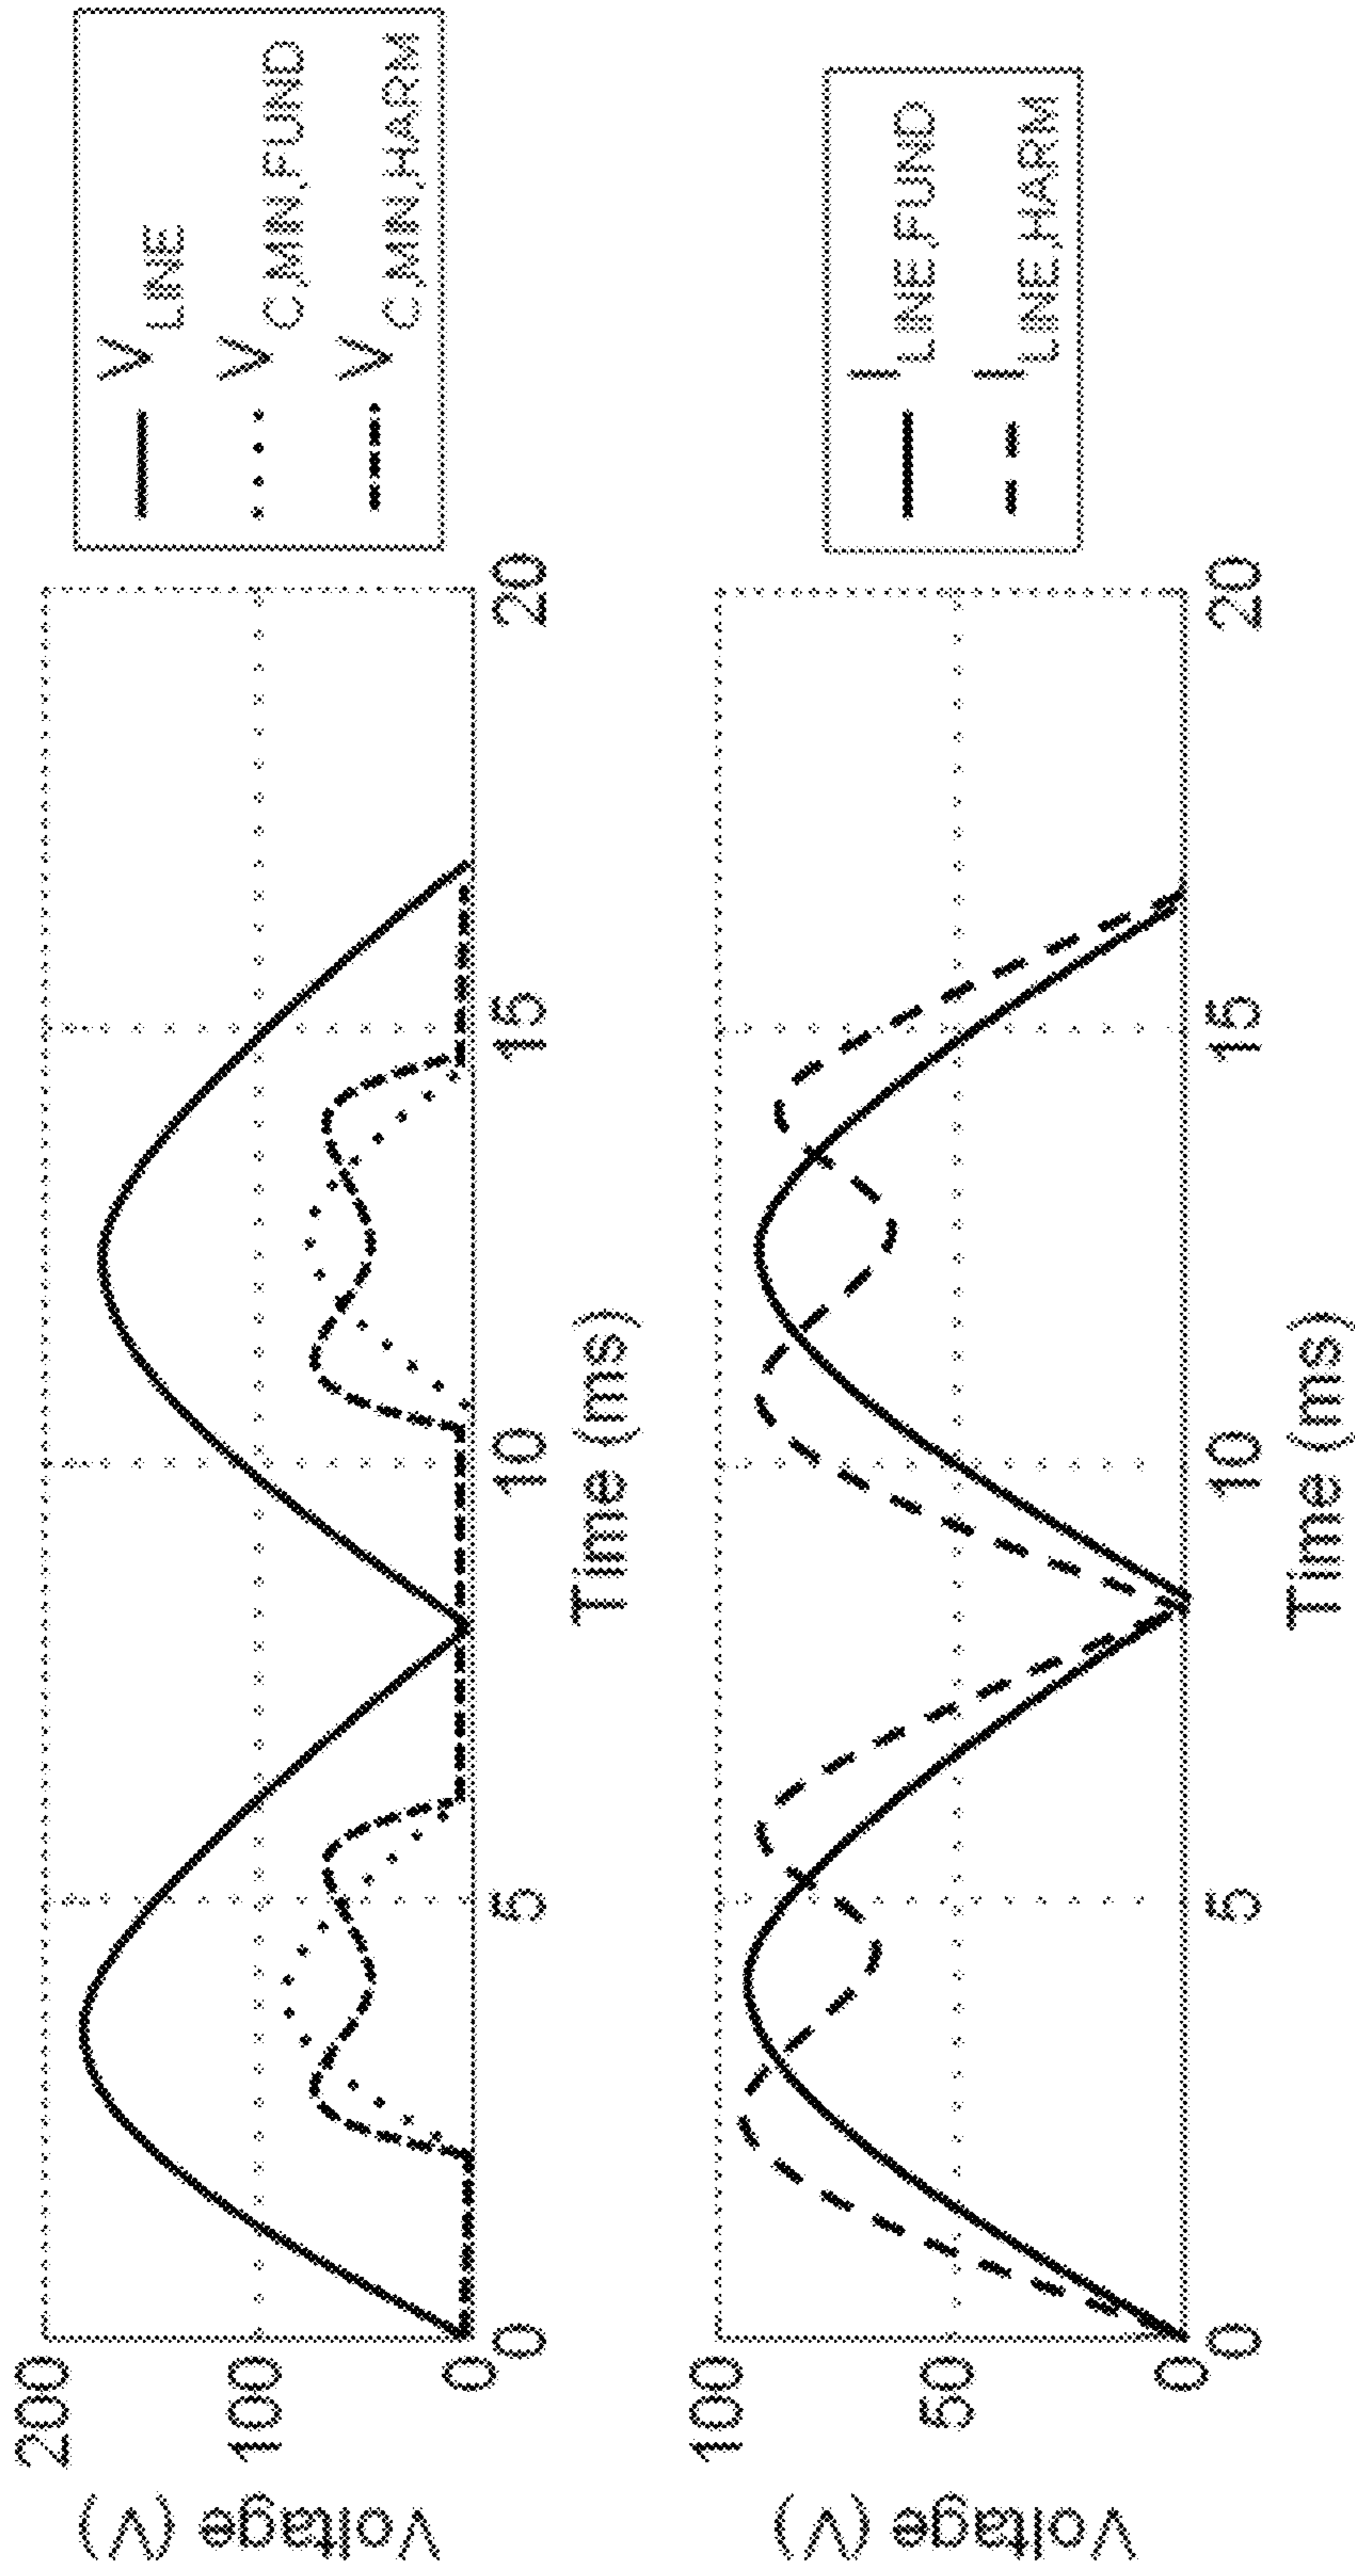 Voltage (V)
200
100
0
0
5
10
15
20
Time (ms)
V LINE
V C,MIN,FUND
V C,MIN,HARM
Voltage (V)
100
50
0
0
5
10
15
20
Time (ms)
I LINE,FUND
I LINE,HARM